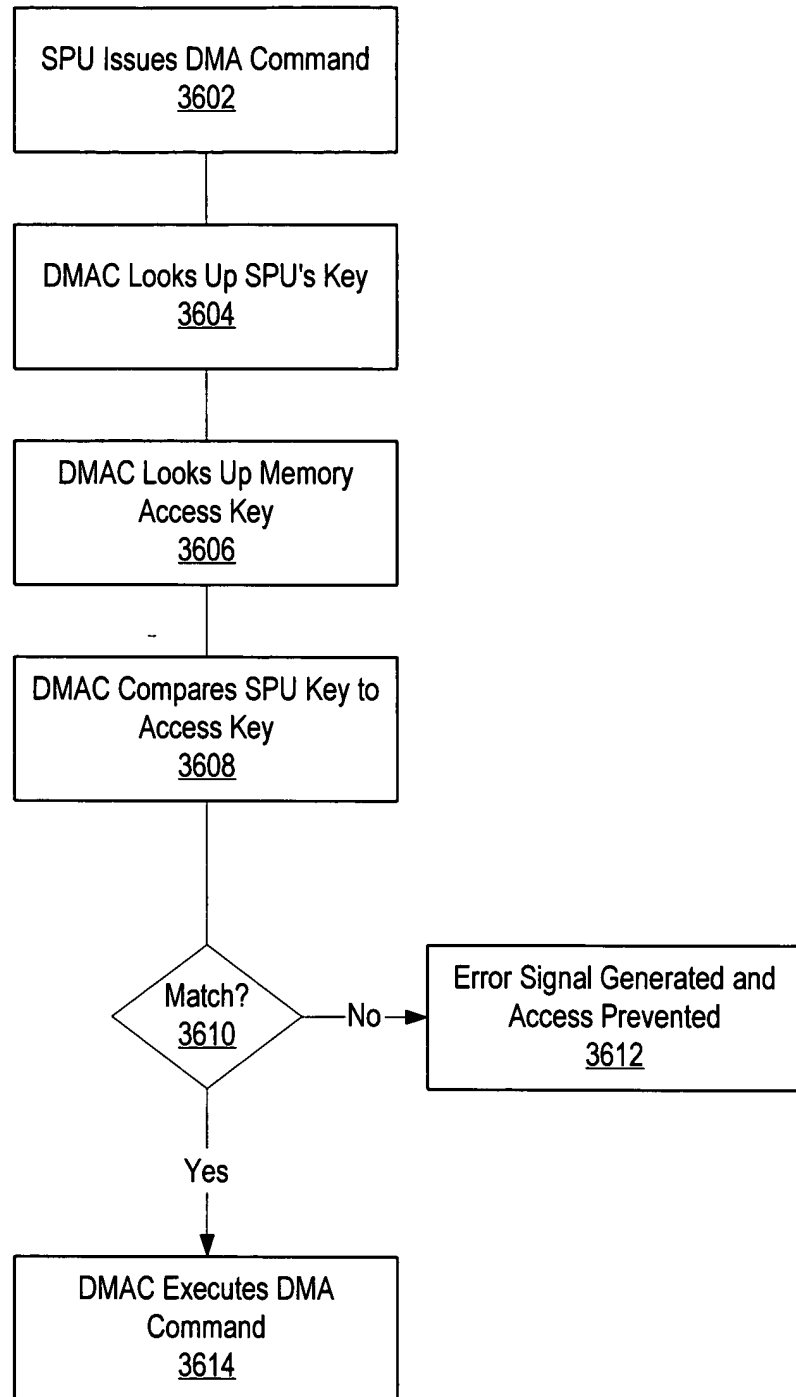 SPU Issues DMA Command
3602
DMAC Looks Up SPU's Key
3604
DMAC Looks Up Memory
Access Key
3606
DMAC Compares SPU Key to
Access Key
3608
Match?
3610
No
Error Signal Generated and
Access Prevented
3612
Yes
DMAC Executes DMA
Command
3614